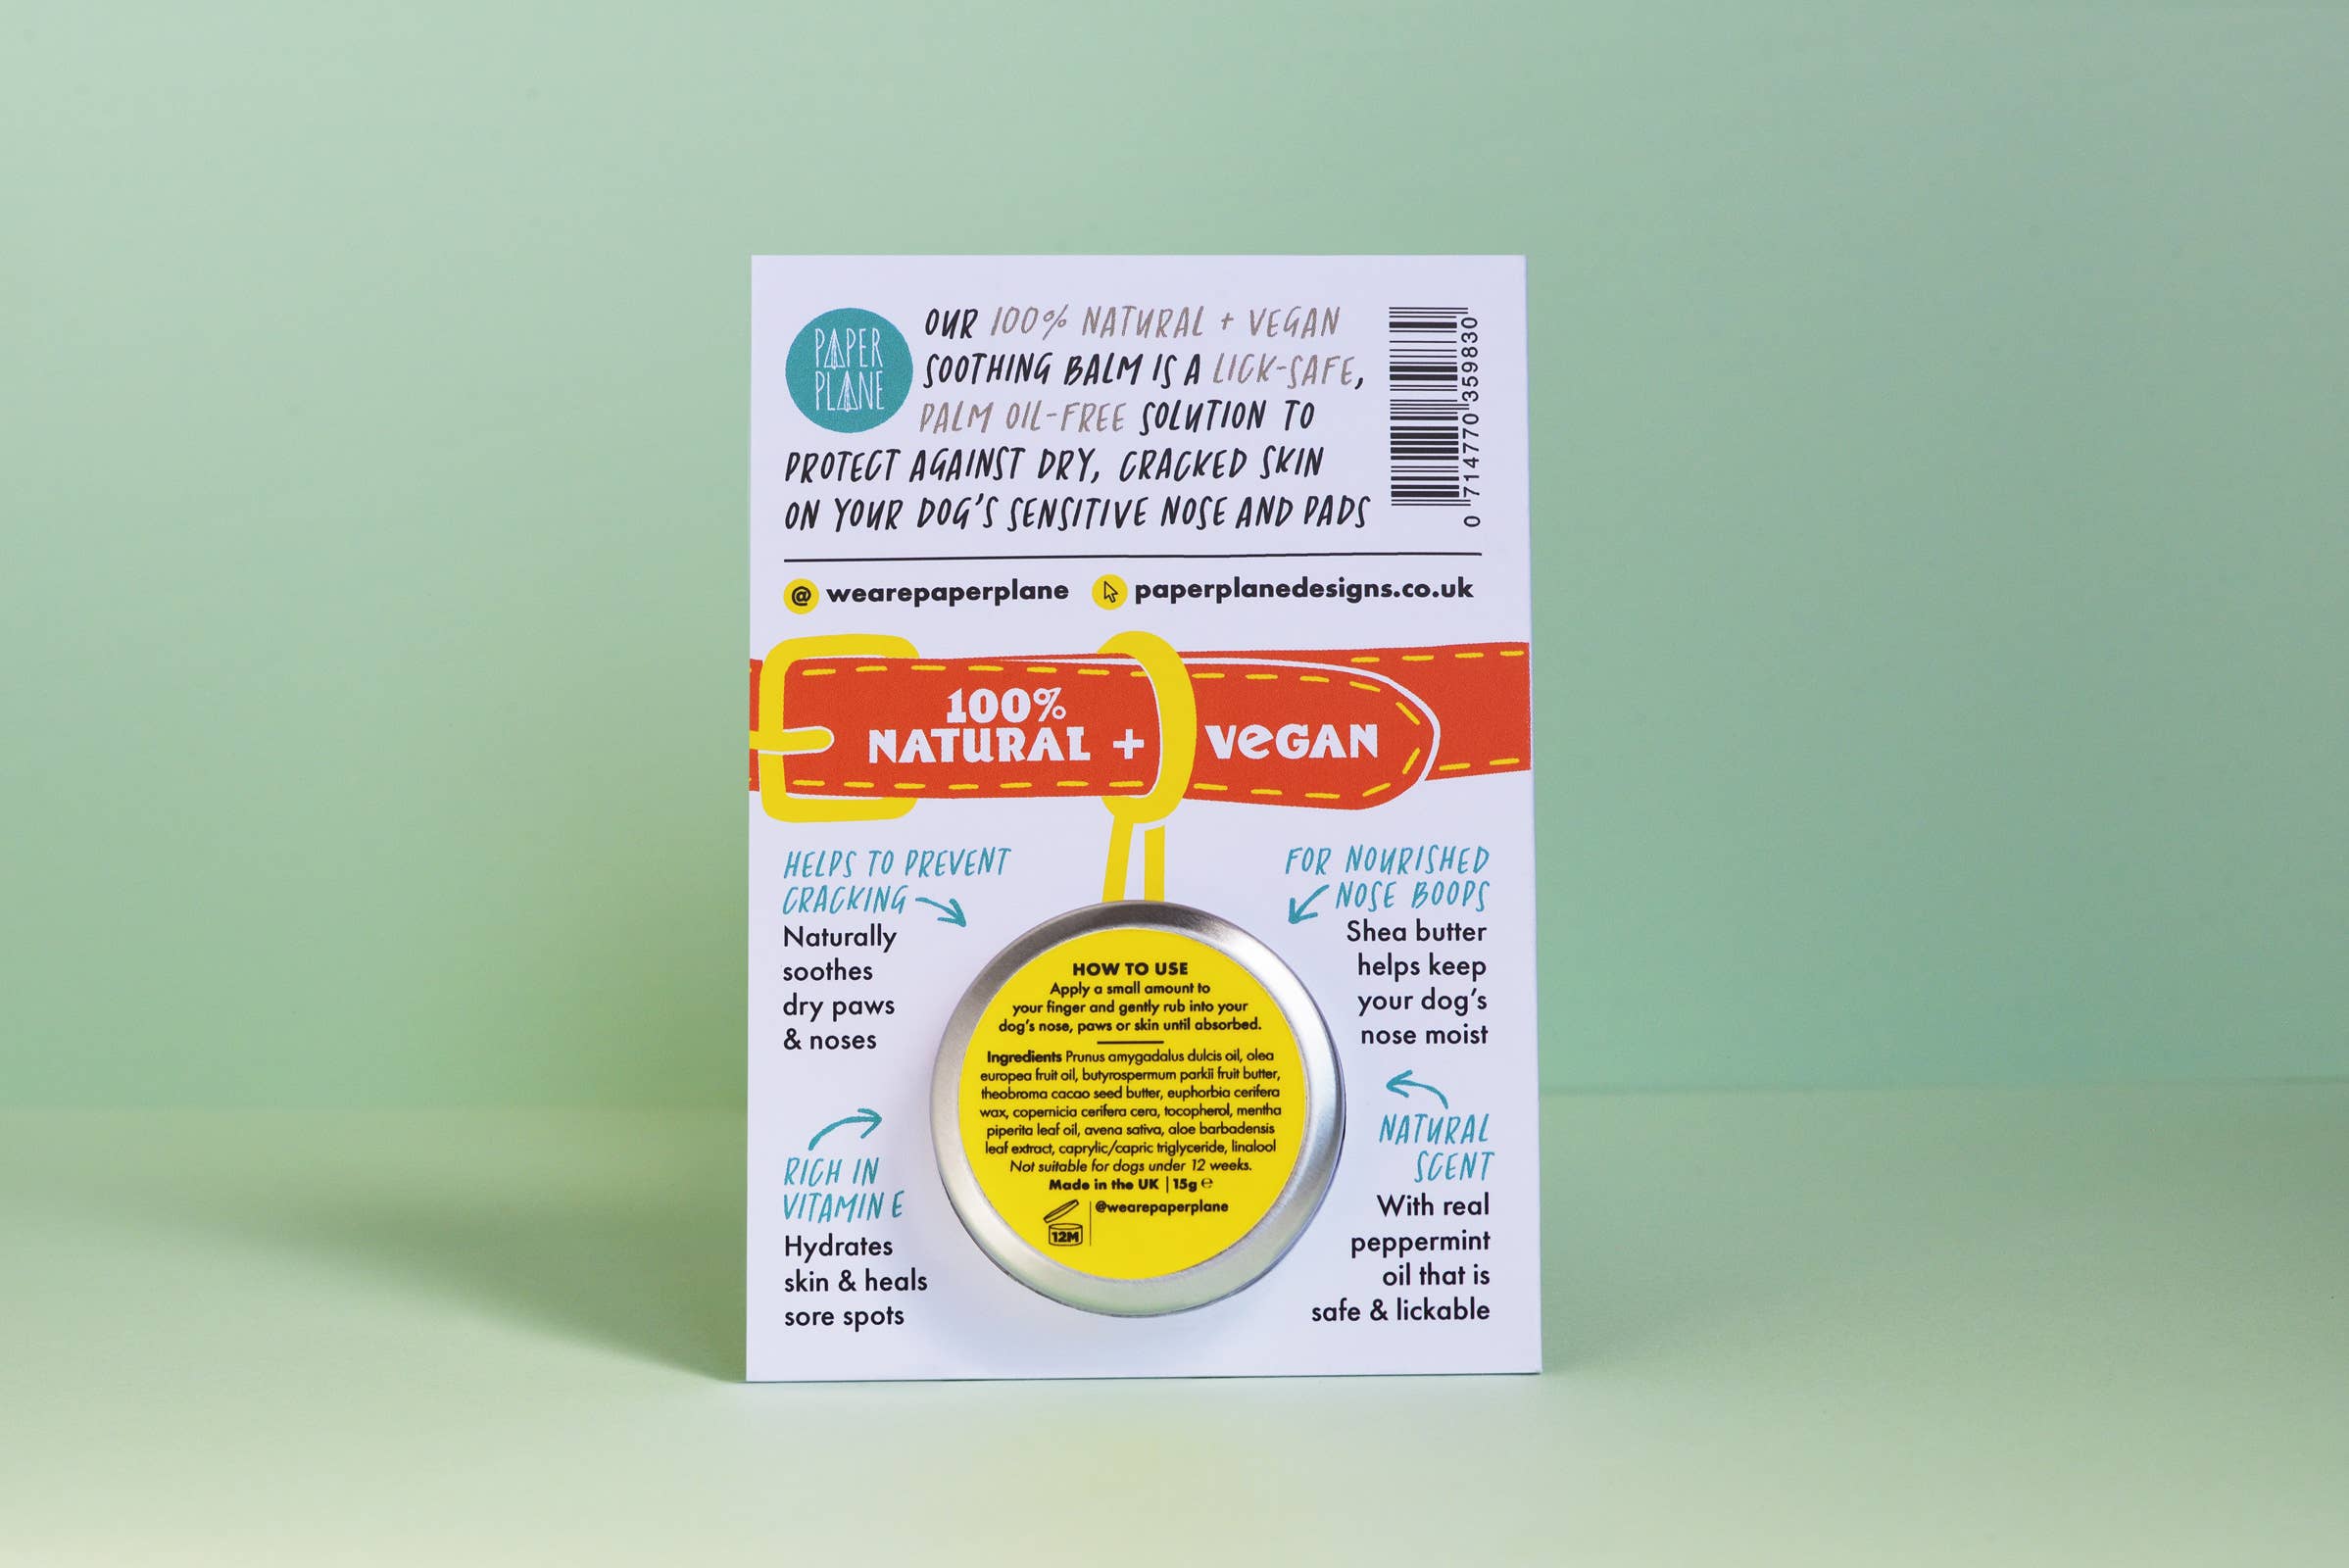 PAPER
PLANE
OUR 100% NATURAL + VEGAN
SOOTHING BALM IS A LICK-SAFE,
PALM OIL-FREE SOLUTION TO
PROTECT AGAINST DRY, CRACKED SKIN
ON YOUR DOG'S SENSITIVE NOSE AND PADS
0 714770 359830
@ wearepaperplane
paperplanedesigns.co.uk
100%
NATURAL + VEGAN
HELPS TO PREVENT
CRACKING
Naturally
soothes
dry paws
& noses
FOR NOURISHED
NOSE BOOPS
Shea butter
helps keep
your dog's
nose moist
HOW TO USE
Apply a small amount to
your finger and gently rub into your
dog's nose, paws or skin until absorbed.
Ingredients Prunus amygadalus dulcis oil, olea
europea fruit oil, butyrospermum parkii fruit butter,
theobroma cacao seed butter, euphorbia cerifera
wax, copernicia cerifera cera, tocopherol, mentha
piperita leaf oil, avena sativa, aloe barbadensis
leaf extract, caprylic/capric triglyceride, linalool
Not suitable for dogs under 12 weeks.
Made in the UK | 15g ℮
12M
@wearepaperplane
RICH IN
VITAMIN E
Hydrates
skin & heals
sore spots
NATURAL
SCENT
With real
peppermint
oil that is
safe & lickable